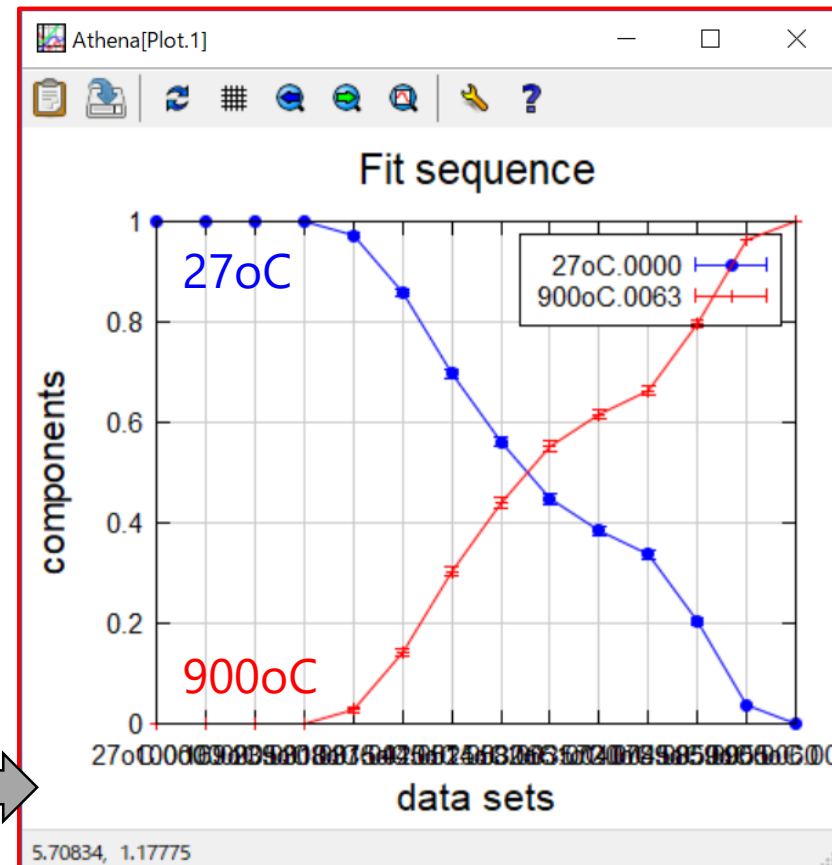 Athena[Plot.1]
Fit sequence
1
27oC
27oC.0000
900oC.0063
0.8
0.6
components
0.4
0.2
900oC
0
data sets
5.70834, 1.17775